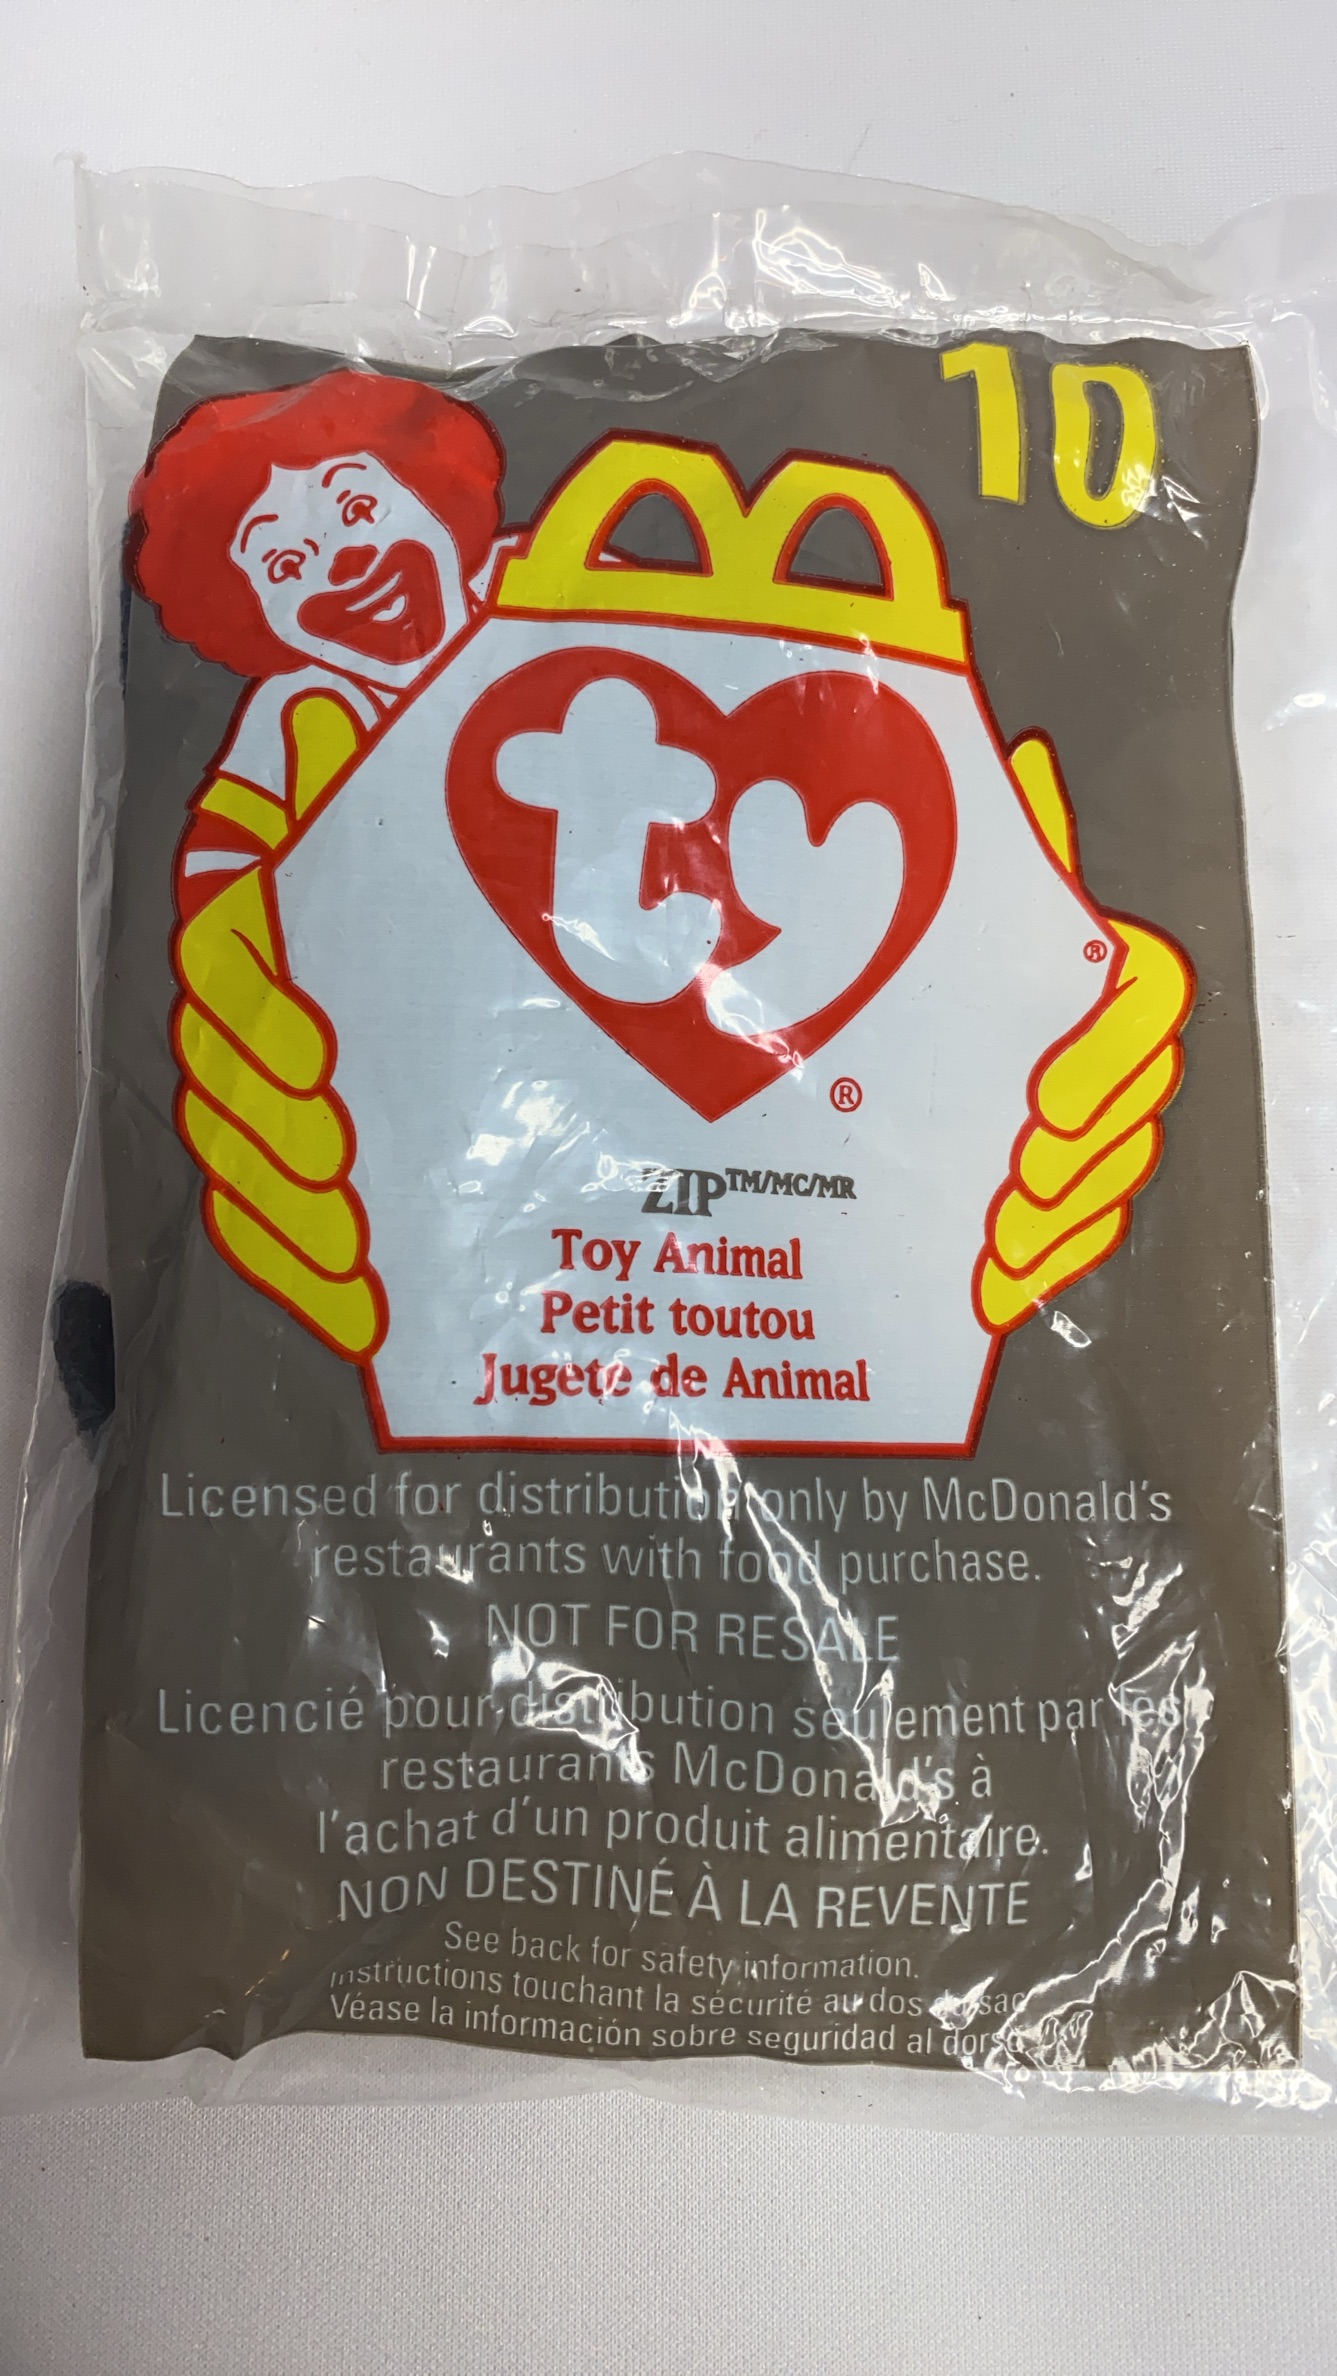 10
ty
®
®
ZIP TM/MC/MR
Toy Animal
Petit toutou
Jugete de Animal
Licensed for distribution only by McDonald's
restaurants with food purchase.
NOT FOR RESALE
Licencié pour distribution seulement par les
restaurants McDonald's à
l'achat d'un produit alimentaire.
NON DESTINÉ À LA REVENTE
See back for safety information.
Instructions touchant la sécurité au dos du sac
Véase la información sobre seguridad al dorso.